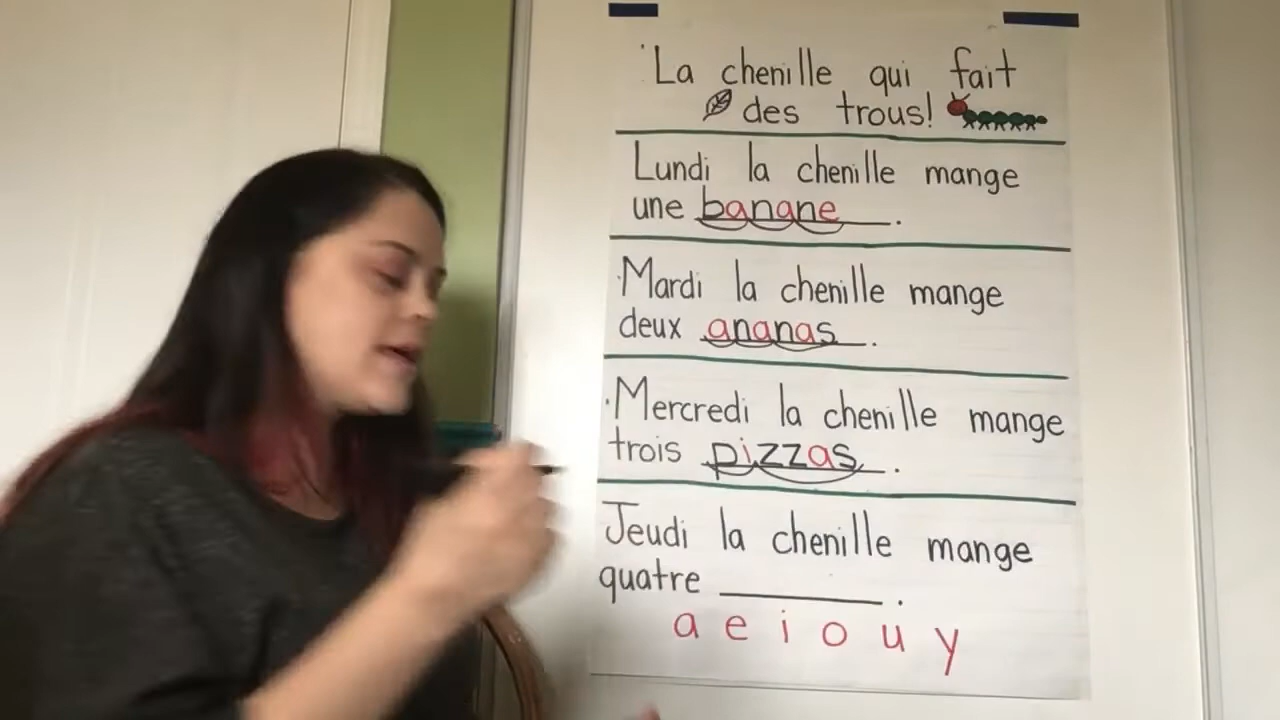 La chenille qui fait
des trous!
Lundi la chenille mange
une banane.
Mardi la chenille mange
deux ananas.
Mercredi la chenille mange
trois pizzas.
Jeudi la chenille mange
quatre ________.
a e i o u y